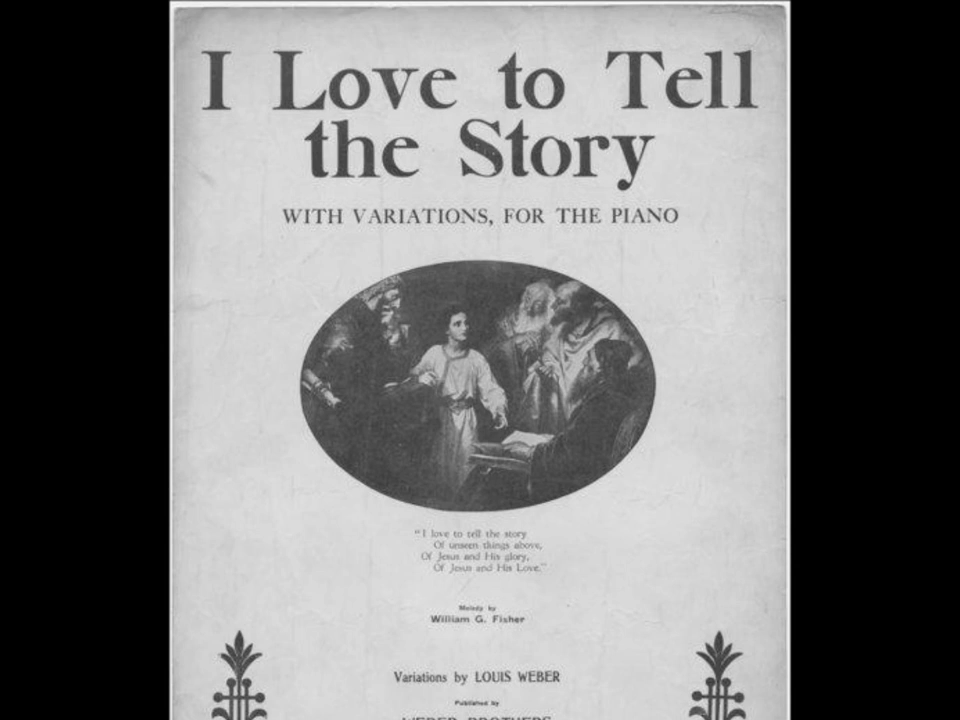 I Love to Tell
the Story
WITH VARIATIONS, FOR THE PIANO
"I love to tell the story
Of unseen things above,
Of Jesus and His glory,
Of Jesus and His Love."
Melody by
William G. Fisher
Variations by LOUIS WEBER
Published by
WEBER BROTHERS